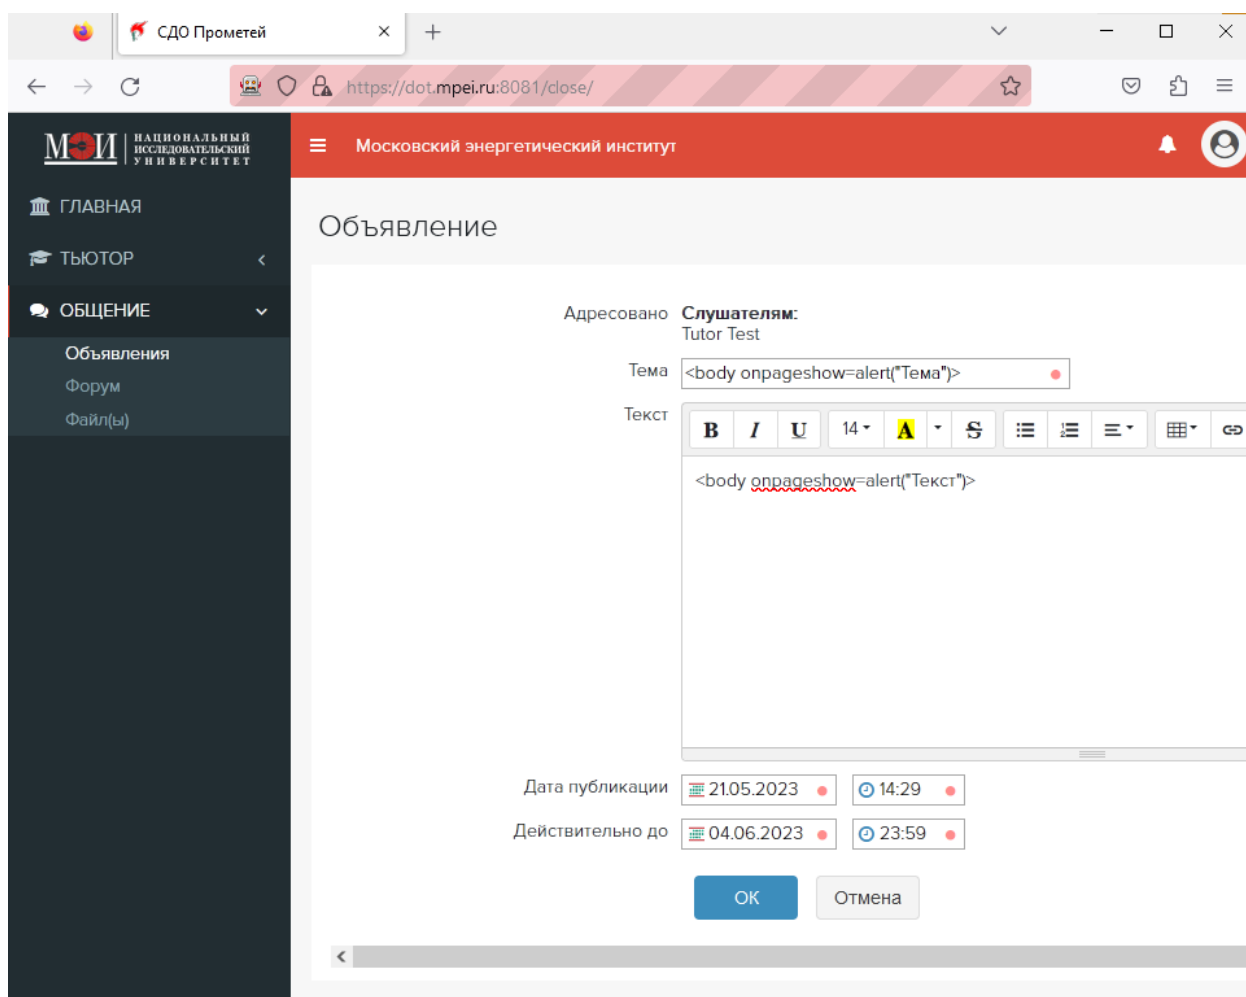 СДО Прометей
https://dot.mpei.ru:8081/close/
МЭИ НАЦИОНАЛЬНЫЙ
ИССЛЕДОВАТЕЛЬСКИЙ
УНИВЕРСИТЕТ
Московский энергетический институт
ГЛАВНАЯ
ТЬЮТОР
ОБЩЕНИЕ
Объявления
Форум
Файл(ы)
Объявление
Адресовано Слушателям:
Tutor Test
Тема <body onpageshow=alert("Тема")>
Текст
B I U 14 A S
<body onpageshow=alert("Текст")>
Дата публикации 21.05.2023 14:29
Действительно до 04.06.2023 23:59
ОК Отмена